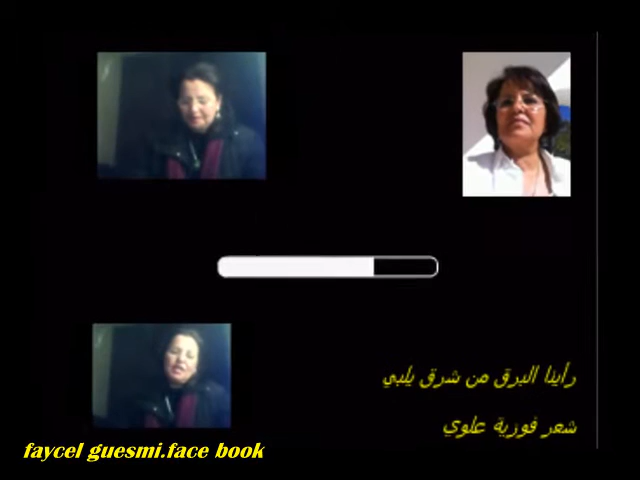 رأينا البرق من شرق يلبي
شعر فوزية علوي
faycel guesmi.face book